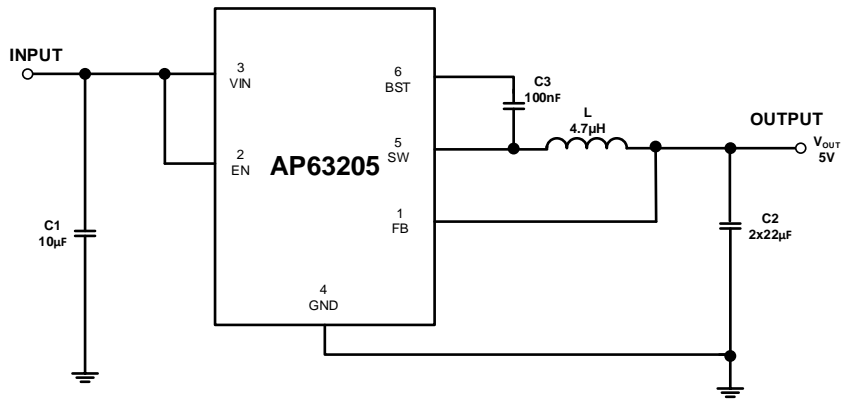 INPUT
3
VIN
2
EN
C1
10µF
AP63205
6
BST
5
SW
1
FB
4
GND
C3
100nF
L
4.7µH
OUTPUT
VOUT
5V
C2
2x22µF